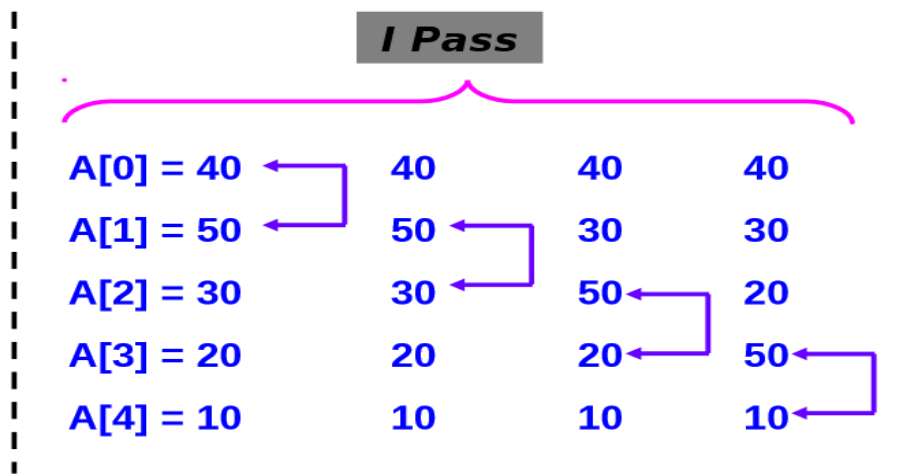 I Pass
A[0] = 40 40 40 40
A[1] = 50 50 30 30
A[2] = 30 30 50 20
A[3] = 20 20 20 50
A[4] = 10 10 10 10